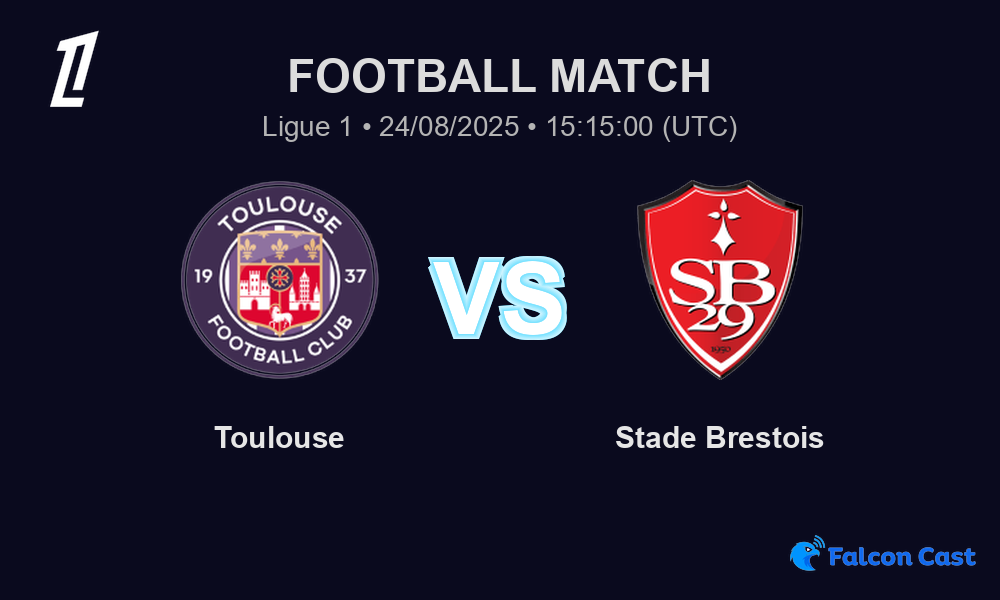 FOOTBALL MATCH
Ligue 1 • 24/08/2025 • 15:15:00 (UTC)
TOULOUSE
19 37
FOOTBALL CLUB
VS
SB
29
1950
Toulouse
Stade Brestois
Falcon Cast